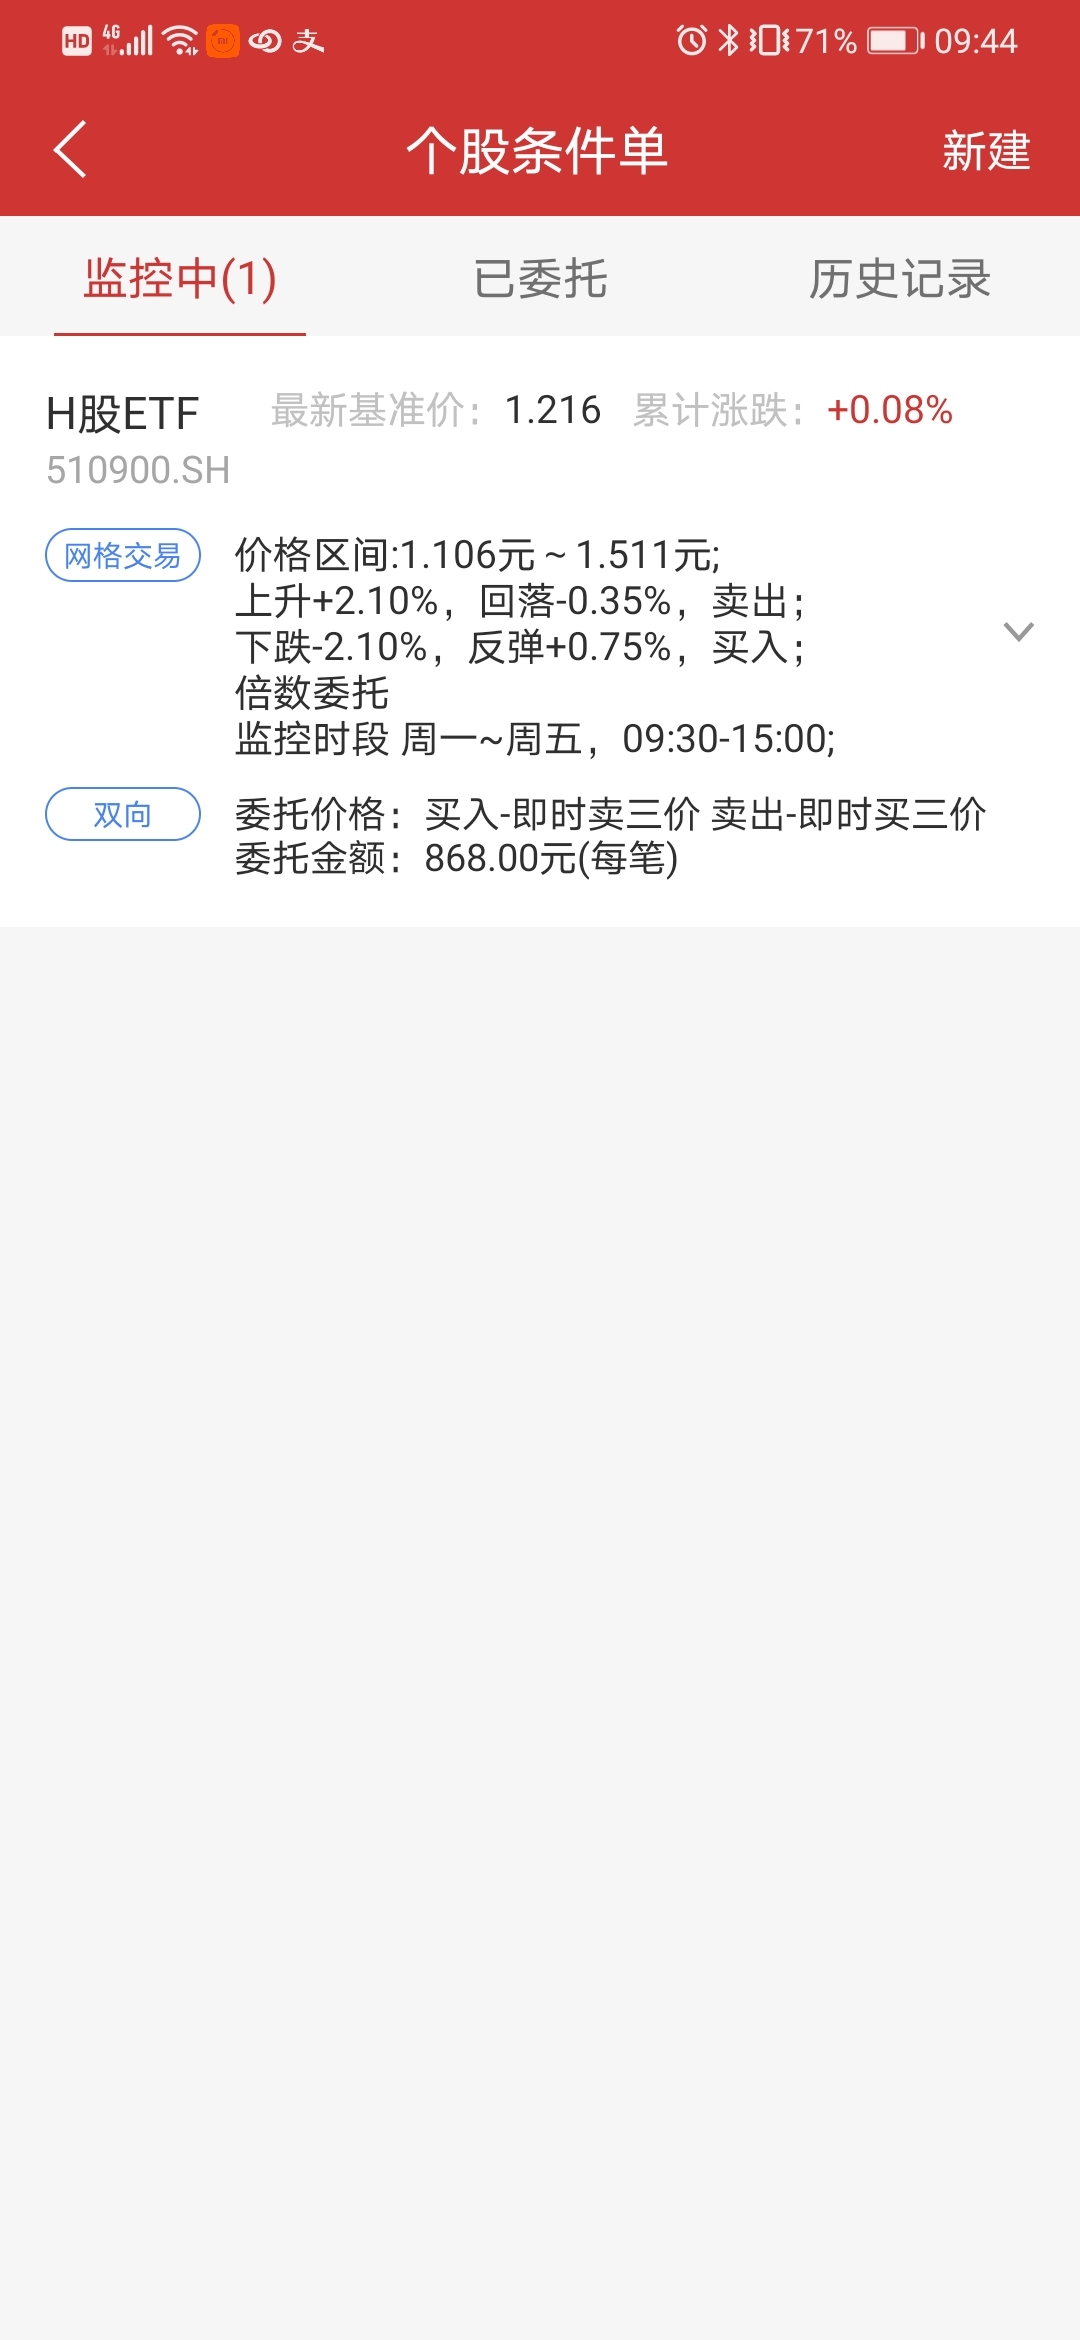 HD 4G 71% 09:44
个股条件单 新建
监控中(1) 已委托 历史记录
H股ETF 最新基准价: 1.216 累计涨跌: +0.08%
510900.SH
网格交易 价格区间:1.106元 ~ 1.511元;
上升+2.10%，回落-0.35%，卖出；
下跌-2.10%，反弹+0.75%，买入；
倍数委托
监控时段 周一~周五，09:30-15:00;
双向 委托价格：买入-即时卖三价 卖出-即时买三价
委托金额：868.00元(每笔)